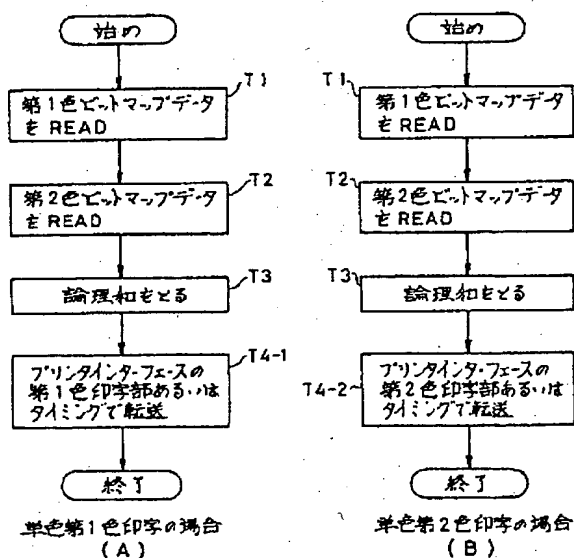 始め
T1
第1色ビットマップデータ
をREAD
T2
第2色ビットマップデータ
をREAD
T3
論理和をとる
T4-1
プリンタインターフェースの
第1色印字部あるいは
タイミングで転送
終了
単色第1色印字の場合
(A)
始め
T1
第1色ビットマップデータ
をREAD
T2
第2色ビットマップデータ
をREAD
T3
論理和をとる
T4-2
プリンタインターフェースの
第2色印字部あるいは
タイミングで転送
終了
単色第2色印字の場合
(B)